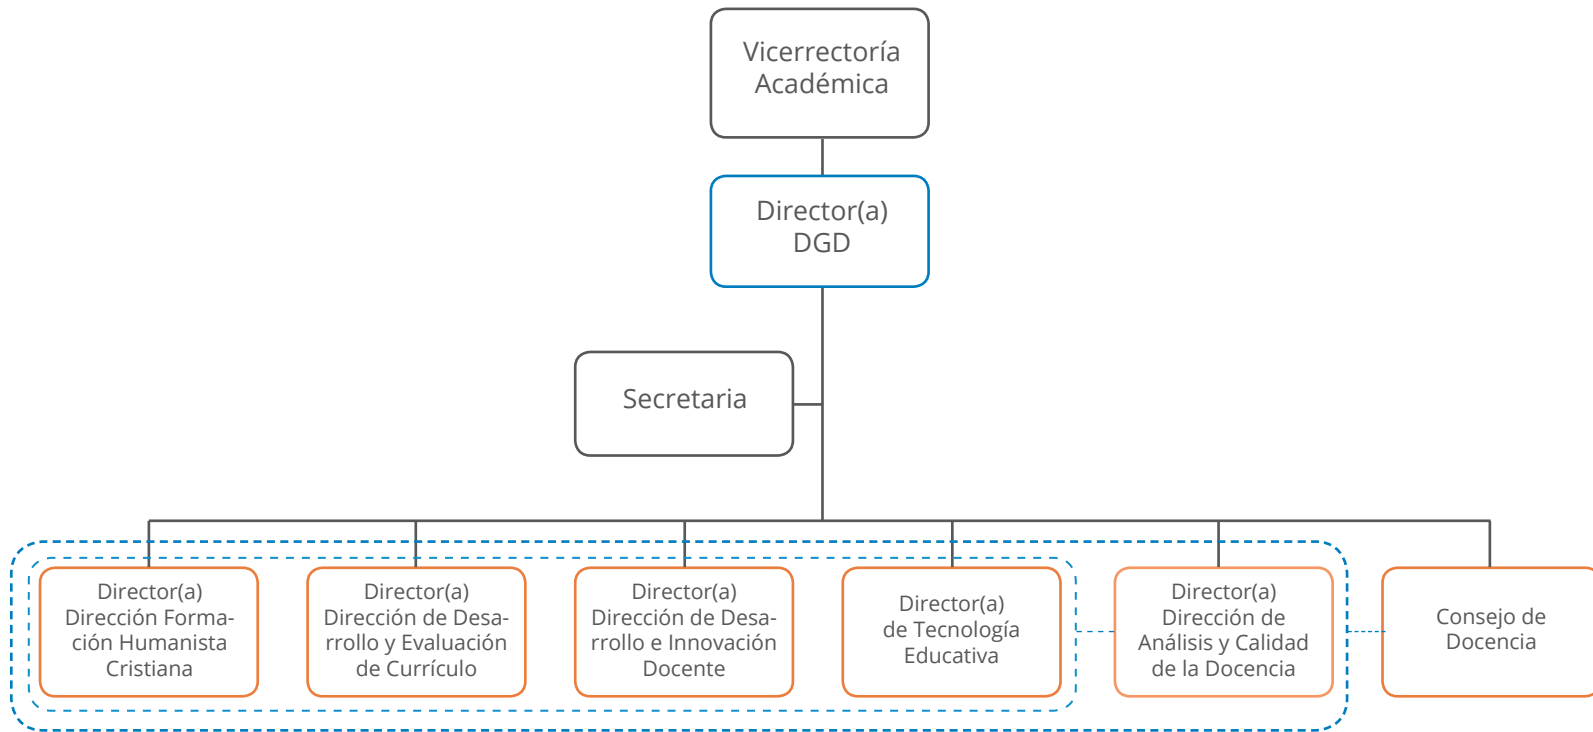 Vicerrectoría
Académica
Director(a)
DGD
Secretaria
Director(a)
Dirección Forma-
ción Humanista
Cristiana
Director(a)
Dirección de Desa-
rrollo y Evaluación
de Currículo
Director(a)
Dirección de Desa-
rrollo e Innovación
Docente
Director(a)
de Tecnología
Educativa
Director(a)
Dirección de
Análisis y Calidad
de la Docencia
Consejo de
Docencia